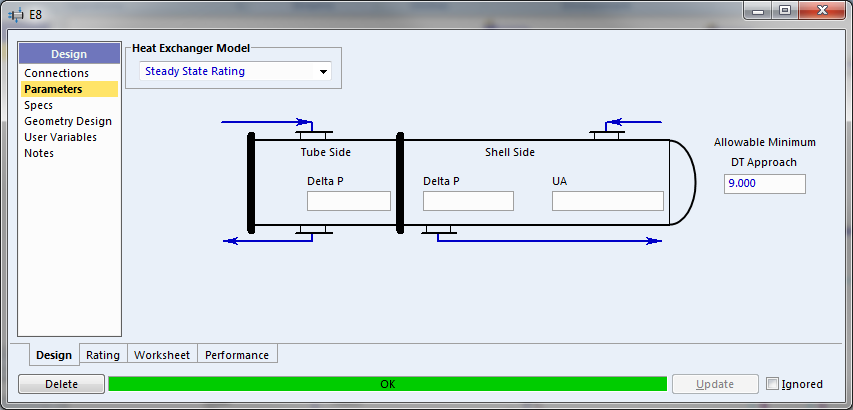 E8
Design
Connections
Parameters
Specs
Geometry Design
User Variables
Notes
Heat Exchanger Model
Steady State Rating
Tube Side
Shell Side
Delta P
Delta P
UA
Allowable Minimum
DT Approach
9.000
Design Rating Worksheet Performance
Delete OK Update Ignored